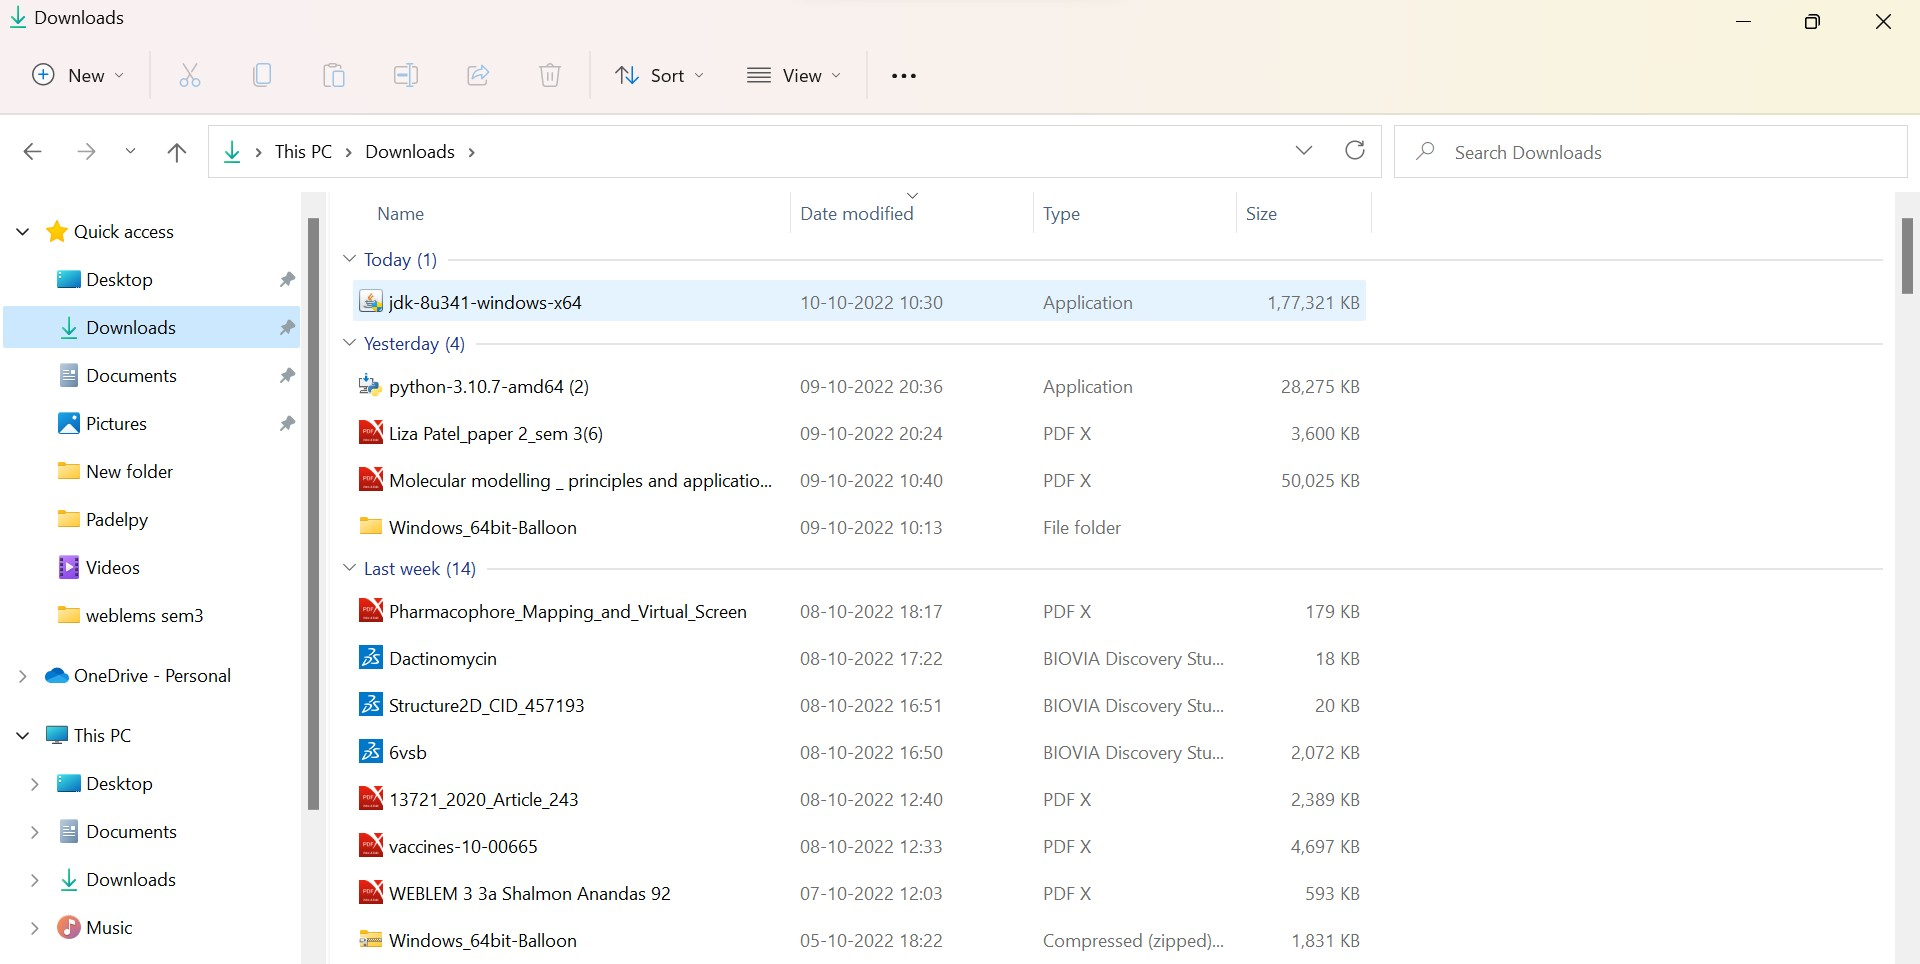 Downloads
New Sort View
This PC Downloads Search Downloads
Name Date modified Type Size
Quick access
Desktop
Downloads
Documents
Pictures
New folder
Padelpy
Videos
weblems sem3
OneDrive - Personal
This PC
Desktop
Documents
Downloads
Music
Today (1)
jdk-8u341-windows-x64 10-10-2022 10:30 Application 1,77,321 KB
Yesterday (4)
python-3.10.7-amd64 (2) 09-10-2022 20:36 Application 28,275 KB
Liza Patel_paper 2_sem 3(6) 09-10-2022 20:24 PDF X 3,600 KB
Molecular modelling _ principles and applicatio... 09-10-2022 10:40 PDF X 50,025 KB
Windows_64bit-Balloon 09-10-2022 10:13 File folder
Last week (14)
Pharmacophore_Mapping_and_Virtual_Screen 08-10-2022 18:17 PDF X 179 KB
Dactinomycin 08-10-2022 17:22 BIOVIA Discovery Stu... 18 KB
Structure2D_CID_457193 08-10-2022 16:51 BIOVIA Discovery Stu... 20 KB
6vsb 08-10-2022 16:50 BIOVIA Discovery Stu... 2,072 KB
13721_2020_Article_243 08-10-2022 12:40 PDF X 2,389 KB
vaccines-10-00665 08-10-2022 12:33 PDF X 4,697 KB
WEBLEM 3 3a Shalmon Anandas 92 07-10-2022 12:03 PDF X 593 KB
Windows_64bit-Balloon 05-10-2022 18:22 Compressed (zipped)... 1,831 KB